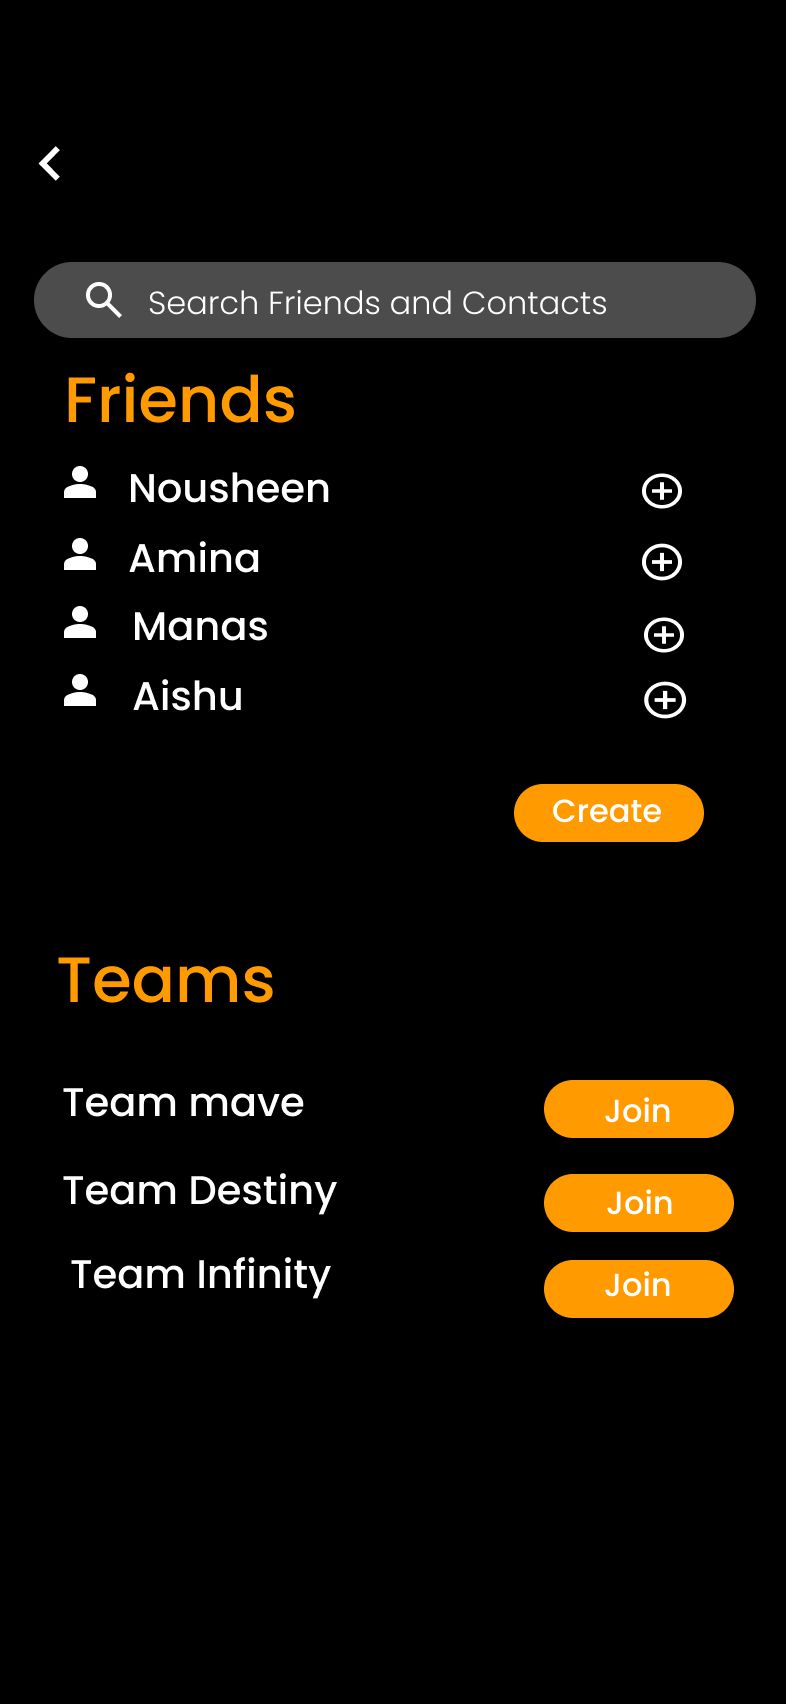 Search Friends and Contacts
Friends
Nousheen
Amina
Manas
Aishu
Create
Teams
Team mave
Join
Team Destiny
Join
Team Infinity
Join